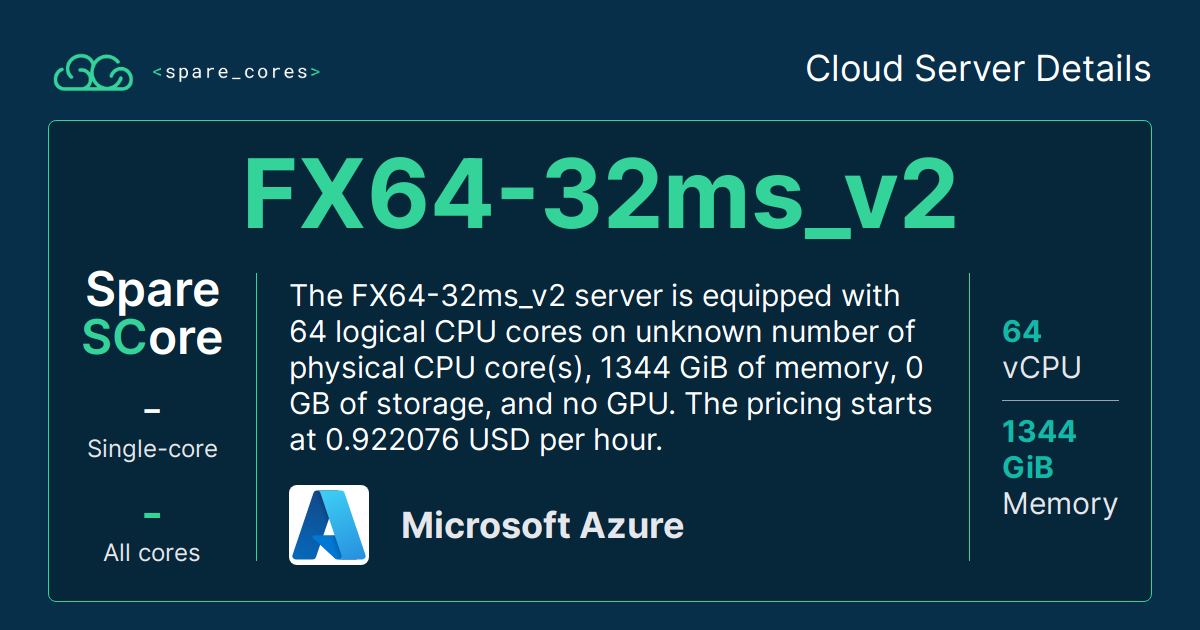 <spare_cores>
Cloud Server Details
FX64-32ms_v2
Spare
SCore
–
Single-core
–
All cores
The FX64-32ms_v2 server is equipped with
64 logical CPU cores on unknown number of
physical CPU core(s), 1344 GiB of memory, 0
GB of storage, and no GPU. The pricing starts
at 0.922076 USD per hour.
Microsoft Azure
64
vCPU
1344
GiB
Memory